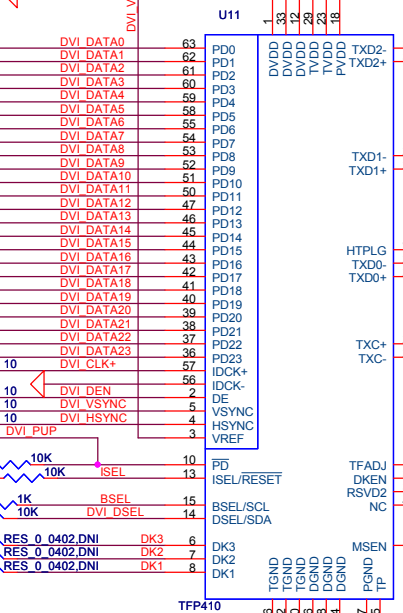 DVI_V
U11
1 33 12 29 23 18
DVDD DVDD DVDD TVDD TVDD PVDD
DVI_DATA0 63 PD0 TXD2-
DVI_DATA1 62 PD1 TXD2+
DVI_DATA2 61 PD2
DVI_DATA3 60 PD3
DVI_DATA4 59 PD4
DVI_DATA5 58 PD5
DVI_DATA6 55 PD6
DVI_DATA7 54 PD7
DVI_DATA8 53 PD8 TXD1-
DVI_DATA9 52 PD9 TXD1+
DVI_DATA10 51 PD10
DVI_DATA11 50 PD11
DVI_DATA12 47 PD12
DVI_DATA13 46 PD13
DVI_DATA14 45 PD14
DVI_DATA15 44 PD15 HTPLG
DVI_DATA16 43 PD16 TXD0-
DVI_DATA17 42 PD17 TXD0+
DVI_DATA18 41 PD18
DVI_DATA19 40 PD19
DVI_DATA20 39 PD20
DVI_DATA21 38 PD21
DVI_DATA22 37 PD22 TXC+
DVI_DATA23 36 PD23 TXC-
10 DVI_CLK+ 57 IDCK+
56 IDCK-
10 DVI_DEN 2 DE
10 DVI_VSYNC 5 VSYNC
10 DVI_HSYNC 4 HSYNC
DVI_PUP 3 VREF
10K 10 PD TFADJ
10K ISEL 13 ISEL/RESET DKEN
RSVD2
1K BSEL 15 BSEL/SCL NC
10K DVI_DSEL 14 DSEL/SDA
RES_0_0402,DNI DK3 6 DK3 MSEN
RES_0_0402,DNI DK2 7 DK2
RES_0_0402,DNI DK1 8 DK1
TGND TGND TGND DGND DGND DGND PGND TP
TFP410